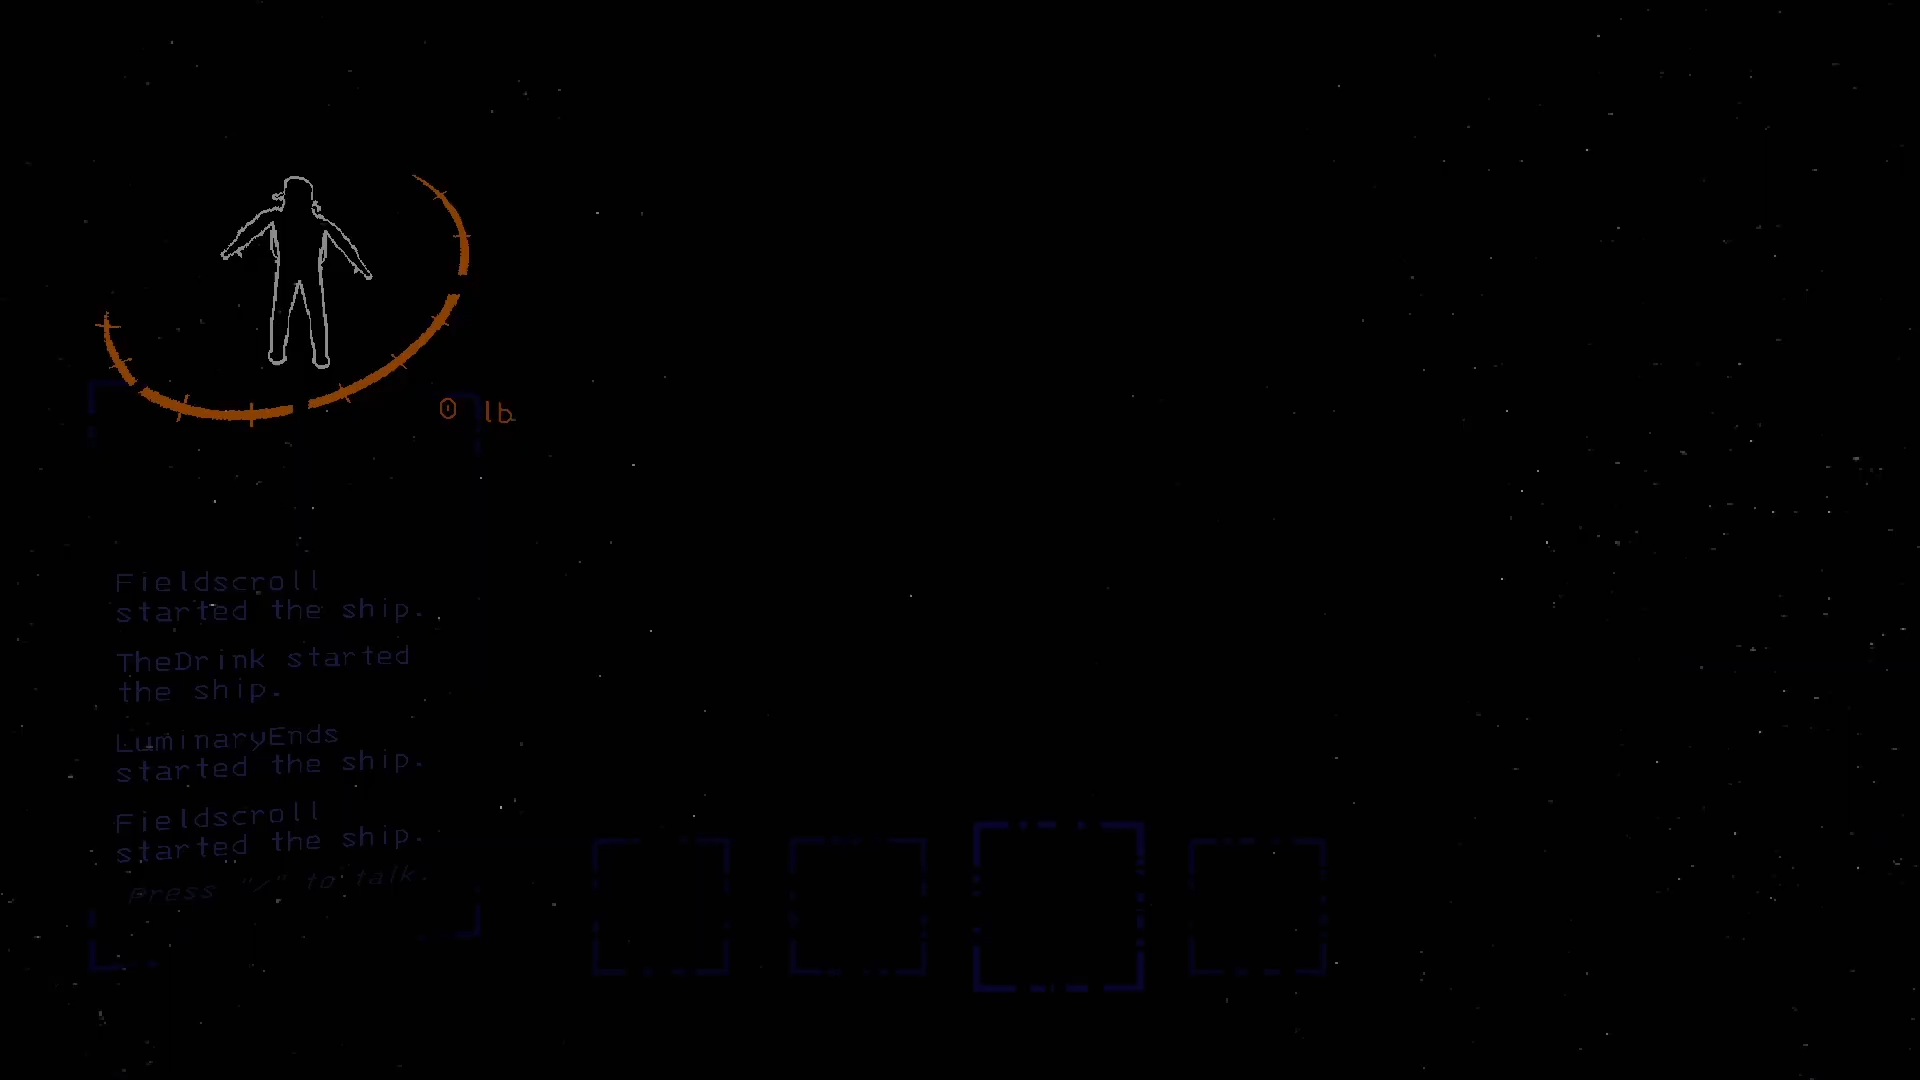 0 lb
Fieldscroll
started the ship.
TheDrink started
the ship.
LuminaryEnds
started the ship.
Fieldscroll
started the ship.
Press "/" to talk.